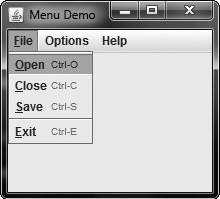 Menu Demo
File Options Help
Open Ctrl-O
Close Ctrl-C
Save Ctrl-S
Exit Ctrl-E